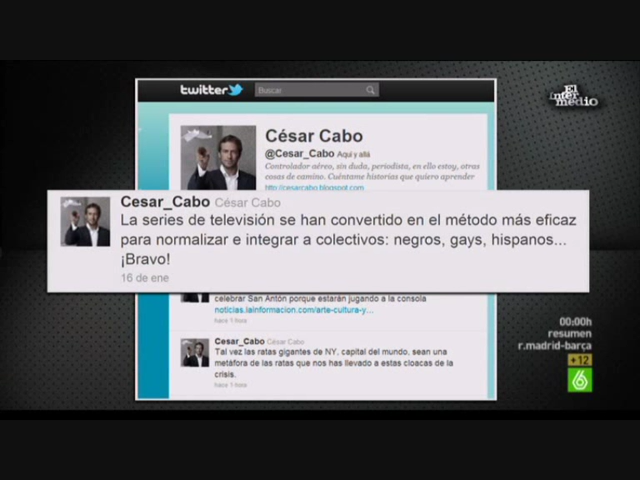 twitter
Buscar
El
inter
medio
César Cabo
@Cesar_Cabo Aquí y allá
Controlador aéreo, sin duda, periodista, en ello estoy, otras
cosas de camino. Cuéntame historias que quiero aprender
http://cesarcabo.blogspot.com
Cesar_Cabo César Cabo
La series de televisión se han convertido en el método más eficaz
para normalizar e integrar a colectivos: negros, gays, hispanos...
¡Bravo!
16 de ene
celebrar San Antón porque estarán jugando a la consola
noticias.lainformacion.com/arte-cultura-y...
hace 1 hora
Cesar_Cabo César Cabo
Tal vez las ratas gigantes de NY, capital del mundo, sean una
metáfora de las ratas que nos has llevado a estas cloacas de la
crisis.
hace 1 hora
00:00h
resumen
r.madrid-barça
+12
6